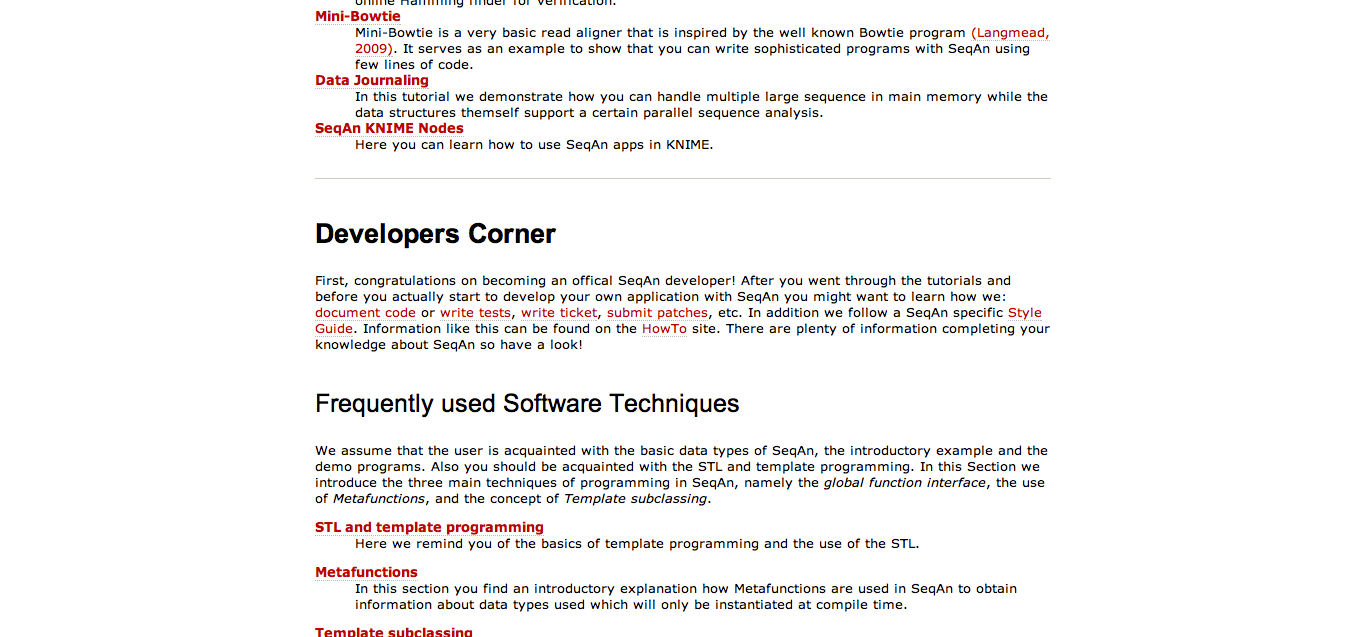 online Hamming finder for verification.
Mini-Bowtie
Mini-Bowtie is a very basic read aligner that is inspired by the well known Bowtie program (Langmead,
2009). It serves as an example to show that you can write sophisticated programs with SeqAn using
few lines of code.
Data Journaling
In this tutorial we demonstrate how you can handle multiple large sequence in main memory while the
data structures themself support a certain parallel sequence analysis.
SeqAn KNIME Nodes
Here you can learn how to use SeqAn apps in KNIME.
Developers Corner
First, congratulations on becoming an offical SeqAn developer! After you went through the tutorials and
before you actually start to develop your own application with SeqAn you might want to learn how we:
document code or write tests, write ticket, submit patches, etc. In addition we follow a SeqAn specific Style
Guide. Information like this can be found on the HowTo site. There are plenty of information completing your
knowledge about SeqAn so have a look!
Frequently used Software Techniques
We assume that the user is acquainted with the basic data types of SeqAn, the introductory example and the
demo programs. Also you should be acquainted with the STL and template programming. In this Section we
introduce the three main techniques of programming in SeqAn, namely the global function interface, the use
of Metafunctions, and the concept of Template subclassing.
STL and template programming
Here we remind you of the basics of template programming and the use of the STL.
Metafunctions
In this section you find an introductory explanation how Metafunctions are used in SeqAn to obtain
information about data types used which will only be instantiated at compile time.
Template subclassing